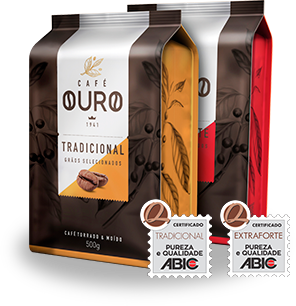 CAFÉ
OURO
1961
TRADICIONAL
GRÃOS SELECIONADOS
CAFÉ TORRADO & MOÍDO
500g
CERTIFICADO
TRADICIONAL
PUREZA
e QUALIDADE
ABIC
CERTIFICADO
EXTRAFORTE
PUREZA
e QUALIDADE
ABIC